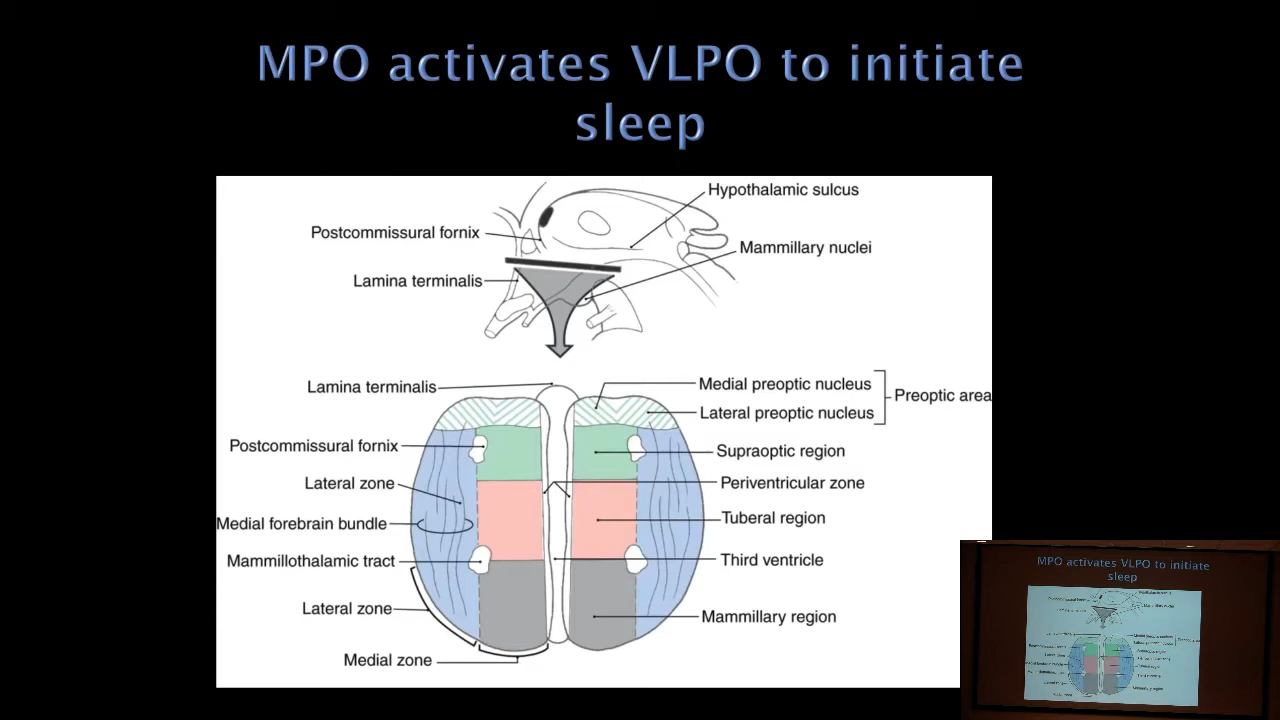 MPO activates VLPO to initiate
sleep
Hypothalamic sulcus
Postcommissural fornix
Mammillary nuclei
Lamina terminalis
Lamina terminalis
Medial preoptic nucleus
Preoptic area
Lateral preoptic nucleus
Postcommissural fornix
Supraoptic region
Lateral zone
Periventricular zone
Medial forebrain bundle
Tuberal region
Mammillothalamic tract
Third ventricle
Lateral zone
Mammillary region
Medial zone
MPO activates VLPO to initiate
sleep